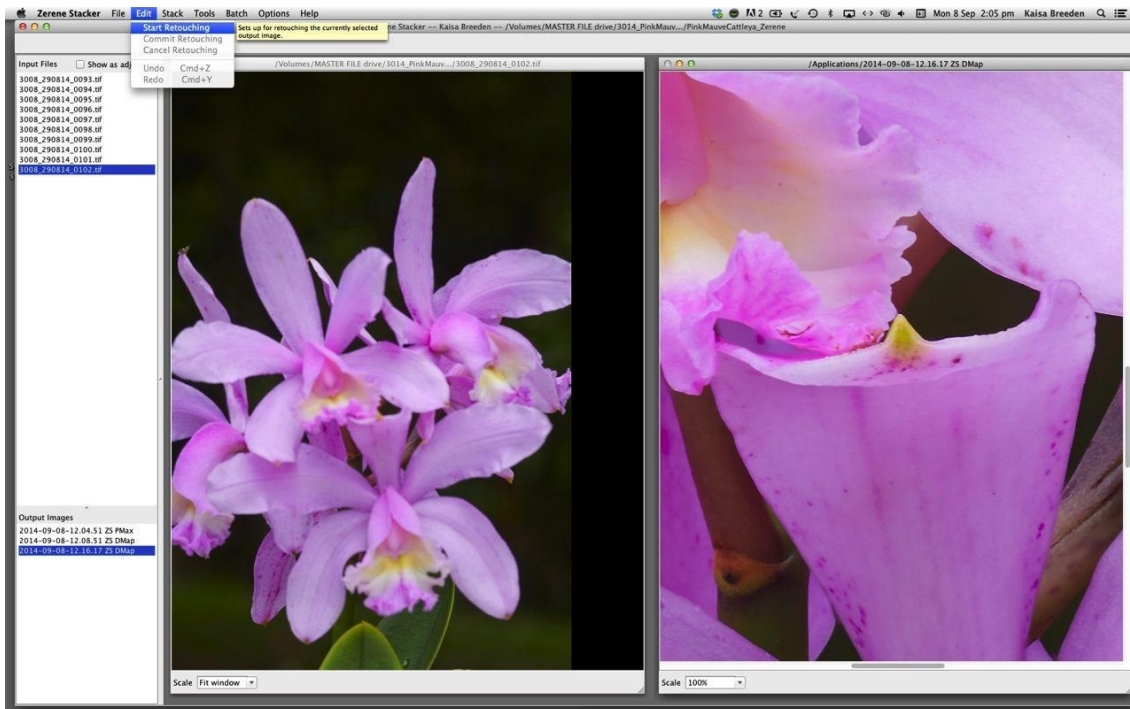 Zerene Stacker File Edit Stack Tools Batch Options Help
Mon 8 Sep 2:05 pm Kaisa Breeden
Start Retouching
Commit Retouching
Cancel Retouching
Undo Cmd+Z
Redo Cmd+Y
Sets up for retouching the currently selected
output image.
ne Stacker -- Kaisa Breeden -- /Volumes/MASTER FILE drive/3014_PinkMauv.../PinkMauveCattleya_Zerene
Input Files Show as adj
3008_290814_0093.tif
3008_290814_0094.tif
3008_290814_0095.tif
3008_290814_0096.tif
3008_290814_0097.tif
3008_290814_0098.tif
3008_290814_0099.tif
3008_290814_0100.tif
3008_290814_0101.tif
3008_290814_0102.tif
Output Images
2014-09-08-12.04.51 ZS PMax
2014-09-08-12.08.51 ZS DMap
2014-09-08-12.16.17 ZS DMap
/Volumes/MASTER FILE drive/3014_PinkMauv.../3008_290814_0102.tif
Scale Fit window
/Applications/2014-09-08-12.16.17 ZS DMap
Scale 100%